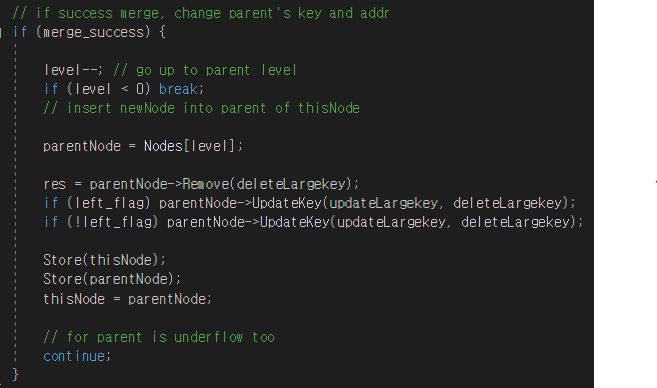 // if success merge, change parent's key and addr
if (merge_success) {
level--; // go up to parent level
if (level < 0) break;
// insert newNode into parent of thisNode
parentNode = Nodes[level];
res = parentNode->Remove(deleteLargekey);
if (left_flag) parentNode->UpdateKey(updateLargekey, deleteLargekey);
if (!left_flag) parentNode->UpdateKey(updateLargekey, deleteLargekey);
Store(thisNode);
Store(parentNode);
thisNode = parentNode;
// for parent is underflow too
continue;
}